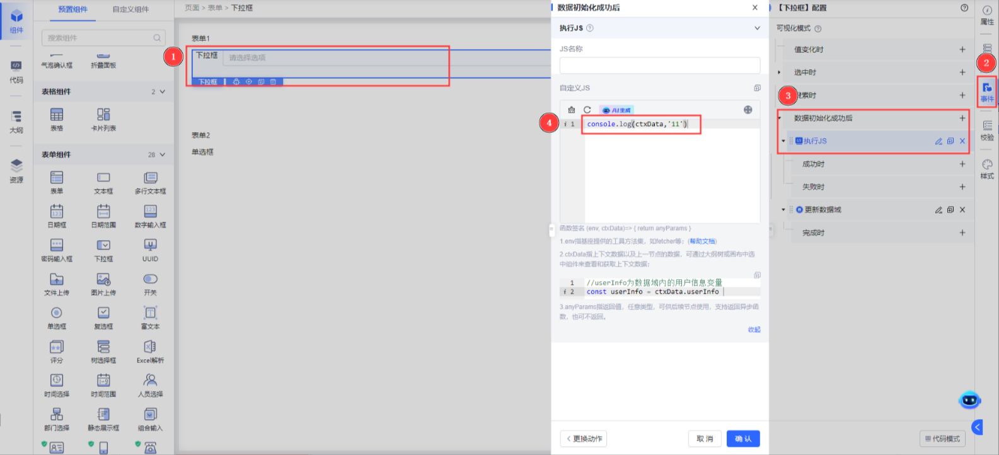 组件
代码
大纲
资源
预置组件
自定义组件
搜索组件
气泡确认框
折叠面板
表格组件
2
表格
卡片列表
表单组件
28
表单
文本框
多行文本框
日期框
日期范围
数字输入框
密码输入框
下拉框
UUID
文件上传
图片上传
开关
单选框
复选框
富文本
评分
树选择框
Excel解析
时间选择
时间范围
人员选择
部门选择
静态展示框
组合输入
页面 > 表单 > 下拉框
表单1
1
下拉框
请选择选项
下拉框
表单2
单选框
数据初始化成功后
执行JS
JS名称
自定义JS
AI生成
4
i 1
console.log(ctxData,'11')
函数签名 (env, ctxData)=> { return anyParams }
1.env指基座提供的工具方法集，如fetcher等；(帮助文档)
2.ctxData指上下文数据以及上一节点的数据，可通过大纲树或画布中选
中组件来查看和获取上下文数据；
1 //userInfo为数据域内的用户信息变量
i 2 const userInfo = ctxData.userInfo
3.anyParams指返回值，任意类型，可供后续节点使用，支持返回异步函
数，也可不返回。
收起
更换动作
取 消
确 认
【下拉框】配置
可视化模式
值变化时
选中时
3
搜索时
数据初始化成功后
执行JS
成功时
失败时
更新数据域
完成时
代码模式
属性
2
事件
校验
样式